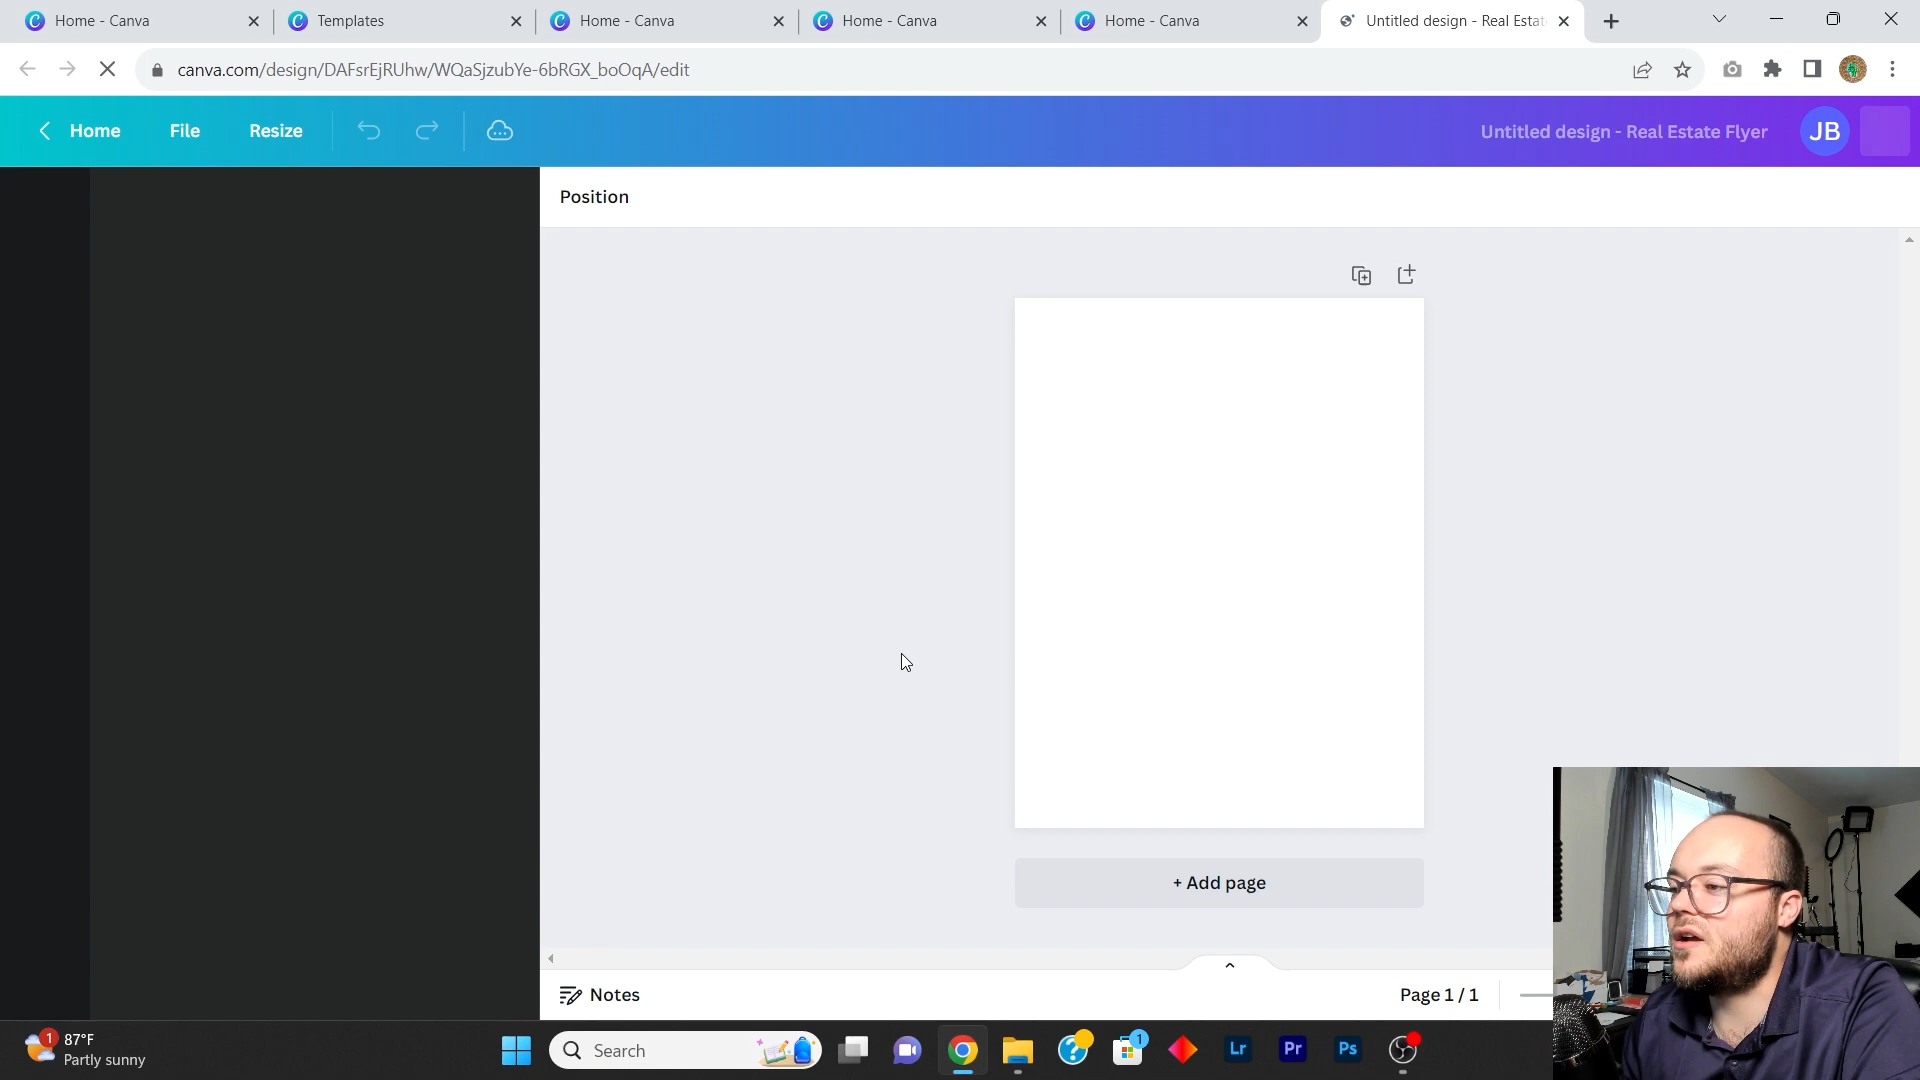 Home - Canva
Templates
Home - Canva
Home - Canva
Home - Canva
Untitled design - Real Estat
canva.com/design/DAFsrEjRUhw/WQaSjzubYe-6bRGX_boOqA/edit
Home
File
Resize
Untitled design - Real Estate Flyer
JB
Position
+ Add page
Notes
Page 1 / 1
1
87°F
Partly sunny
Search
1
Lr
Pr
Ps